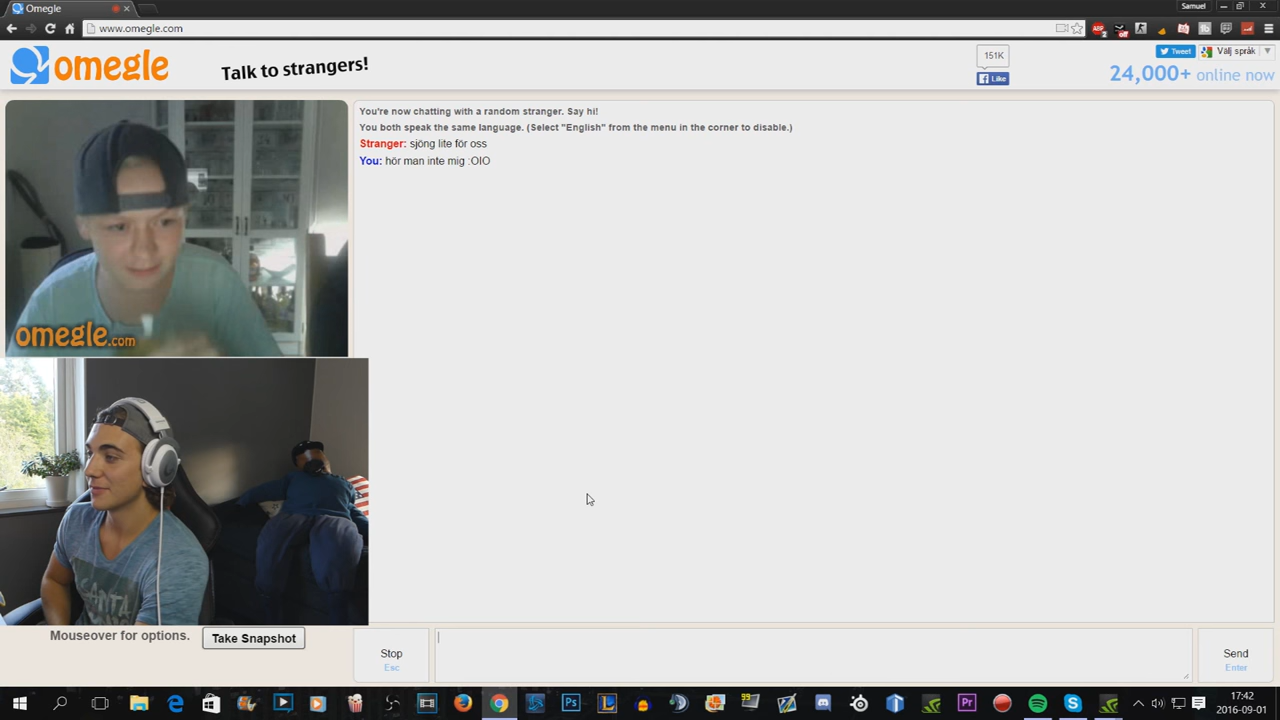 Omegle
Samuel
www.omegle.com
omegle
Talk to strangers!
151K
Like
Tweet
Välj språk
24,000+ online now
You're now chatting with a random stranger. Say hi!
You both speak the same language. (Select "English" from the menu in the corner to disable.)
Stranger: sjöng lite för oss
You: hör man inte mig :OIO
omegle.com
Mouseover for options.
Take Snapshot
Stop
Esc
Send
Enter
17:42
2016-09-01